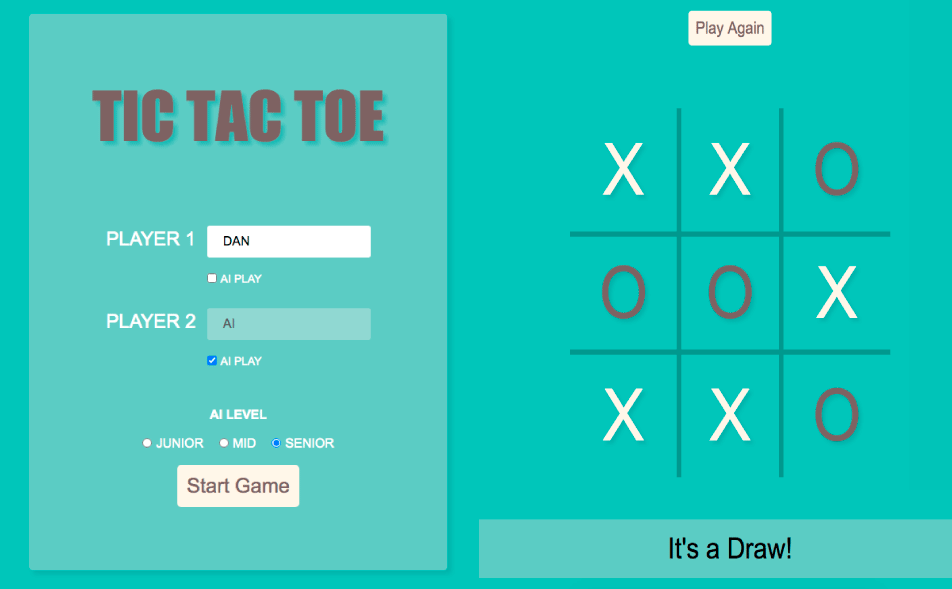 TIC TAC TOE
PLAYER 1 DAN
AI PLAY
PLAYER 2 AI
AI PLAY
AI LEVEL
JUNIOR MID SENIOR
Start Game
Play Again
X X O
O O X
X X O
It's a Draw!